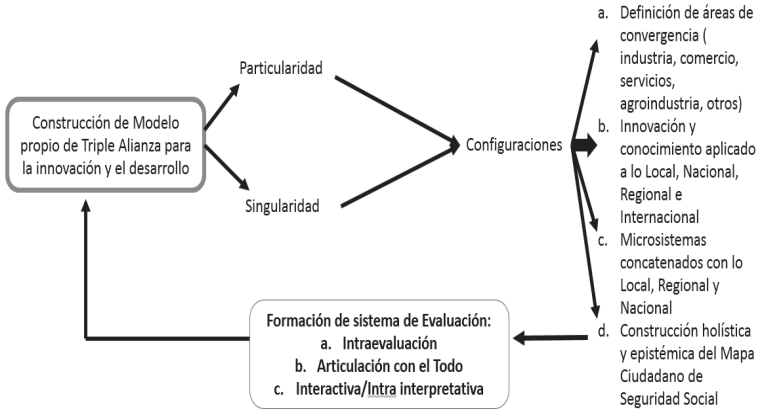 Construcción de Modelo
propio de Triple Alianza para
la innovación y el desarrollo
Particularidad
Singularidad
Configuraciones
a. Definición de áreas de
convergencia (
industria, comercio,
servicios,
agroindustria, otros)
b. Innovación y
conocimiento aplicado
a lo Local, Nacional,
Regional e
Internacional
c. Microsistemas
concatenados con lo
Local, Regional y
Nacional
d. Construcción holística
y epistémica del Mapa
Ciudadano de
Seguridad Social
Formación de sistema de Evaluación:
a. Intraevaluación
b. Articulación con el Todo
c. Interactiva/Intra interpretativa